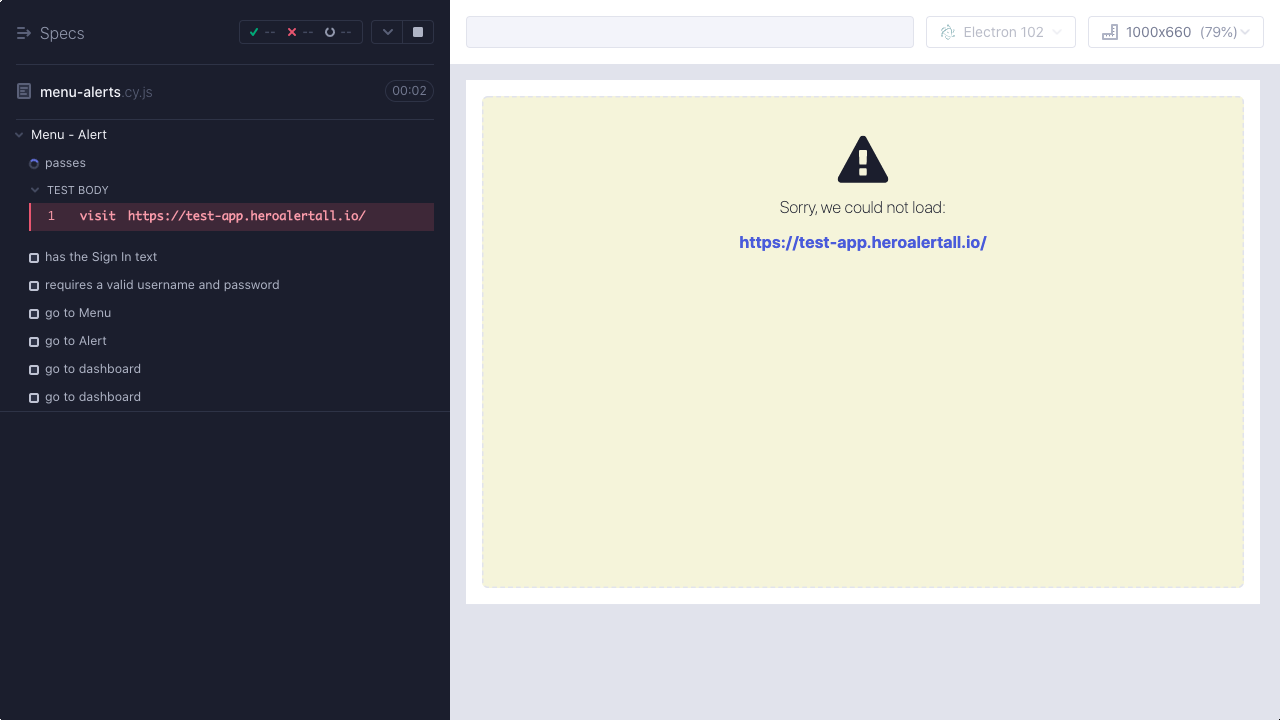 Specs
-- -- --
menu-alerts.cy.js
00:02
Menu - Alert
passes
TEST BODY
1 visit https://test-app.heroalertall.io/
has the Sign In text
requires a valid username and password
go to Menu
go to Alert
go to dashboard
go to dashboard
Electron 102
1000x660 (79%)
Sorry, we could not load:
https://test-app.heroalertall.io/